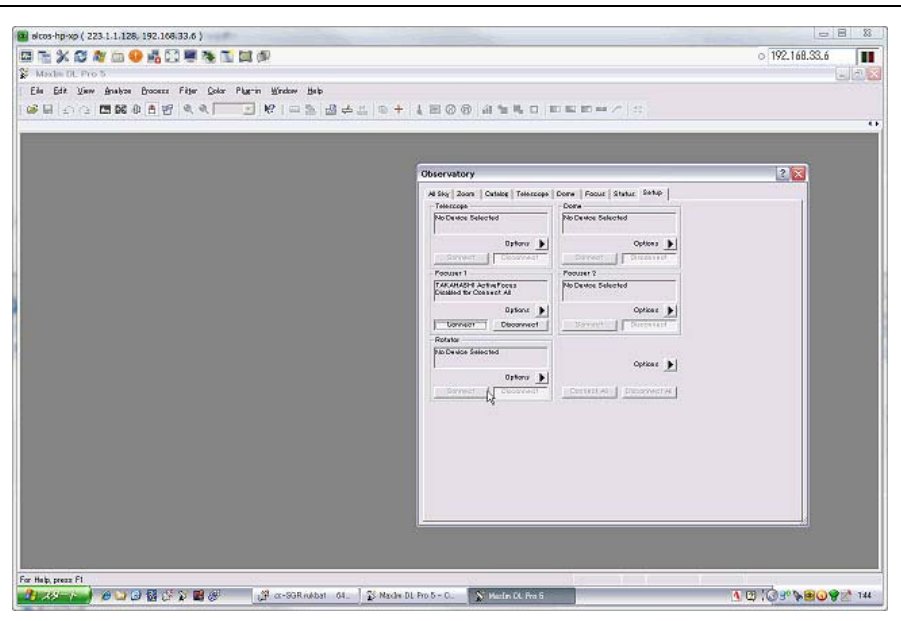 alcos-hp-xp ( 223.1.1.128, 192.168.33.6 )
192.168.33.6
MaxIm DL Pro 5
File Edit View Analyze Process Filter Color Plug-in Window Help
Observatory
All Sky Zoom Catalog Telescope Dome Focus Status Setup
Telescope
No Device Selected
Options
Connect Disconnect
Dome
No Device Selected
Options
Connect Disconnect
Focuser 1
TAKAHASHI ActiveFocus
Disabled for Connect All
Options
Connect Disconnect
Focuser 2
No Device Selected
Options
Connect Disconnect
Rotator
No Device Selected
Options
Connect Disconnect
Options
Connect All Disconnect All
For Help, press F1
スタート
MaxIm DL Pro 5 - C...
MaxIm DL Pro 5
1:44